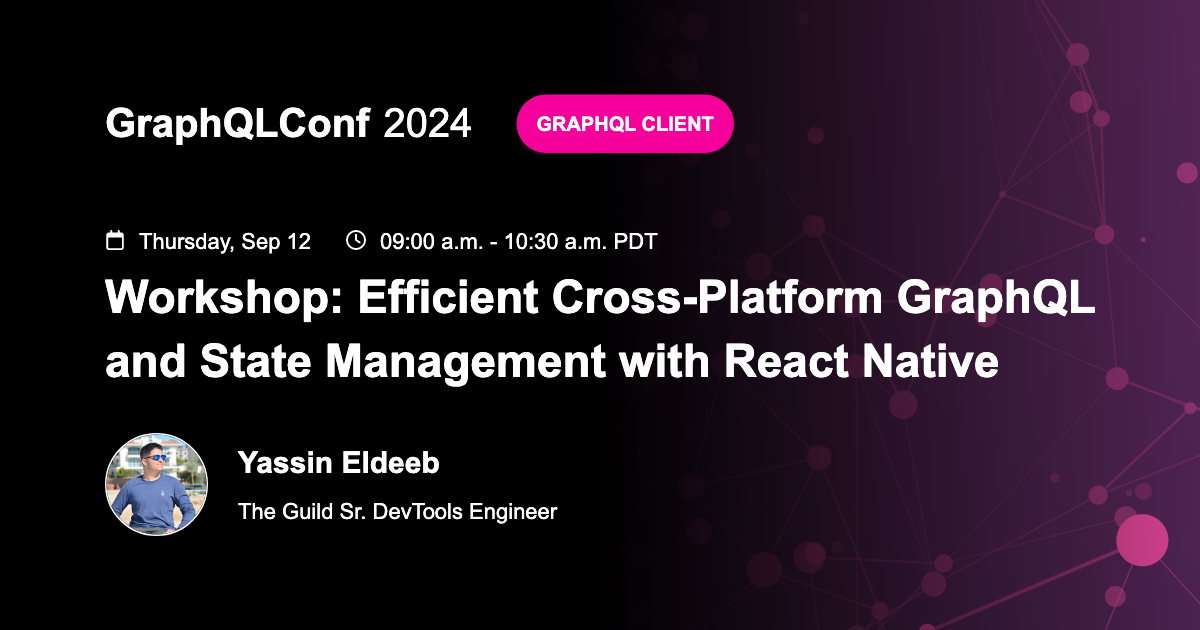 GraphQLConf 2024
GRAPHQL CLIENT
Thursday, Sep 12
09:00 a.m. - 10:30 a.m. PDT
Workshop: Efficient Cross-Platform GraphQL
and State Management with React Native
Yassin Eldeeb
The Guild Sr. DevTools Engineer